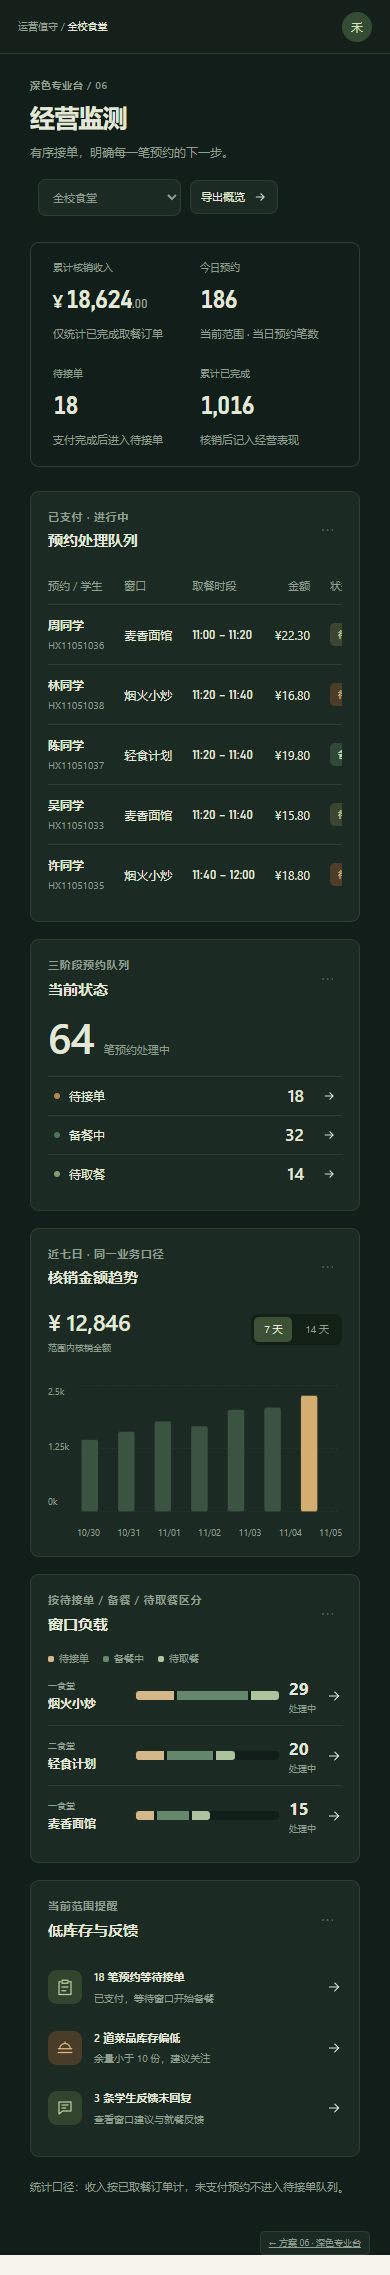 运营值守 / 全校食堂
禾
深色专业台 / 06
经营监测
有序接单，明确每一笔预约的下一步。
全校食堂
导出概览 →
累计核销收入
¥ 18,624.00
仅统计已完成取餐订单
今日预约
186
当前范围 · 当日预约笔数
待接单
18
支付完成后进入待接单
累计已完成
1,016
核销后记入经营表现
已支付 · 进行中
预约处理队列
...
预约 / 学生 窗口 取餐时段 金额
周同学
HX11051036 麦香面馆 11:00 – 11:20 ¥22.30
林同学
HX11051038 烟火小炒 11:20 – 11:40 ¥16.80
陈同学
HX11051037 轻食计划 11:20 – 11:40 ¥19.80
吴同学
HX11051033 麦香面馆 11:20 – 11:40 ¥15.80
许同学
HX11051035 烟火小炒 11:40 – 12:00 ¥18.80
三阶段预约队列
当前状态
...
64 笔预约处理中
待接单 18 →
备餐中 32 →
待取餐 14 →
近七日 · 同一业务口径
核销金额趋势
...
¥ 12,846
范围内核销金额
7 天 14 天
2.5k
1.25k
0k
10/30 10/31 11/01 11/02 11/03 11/04 11/05
按待接单 / 备餐 / 待取餐区分
窗口负载
...
待接单 备餐中 待取餐
一食堂
烟火小炒
29
处理中 →
二食堂
轻食计划
20
处理中 →
一食堂
麦香面馆
15
处理中 →
当前范围提醒
低库存与反馈
...
18 笔预约等待接单
已支付，等待窗口开始备餐
→
2 道菜品库存偏低
余量小于 10 份，建议关注
→
3 条学生反馈未回复
查看窗口建议与就餐反馈
→
统计口径：收入按已取餐订单计，未支付预约不进入待接单队列。
← 方案 06 · 深色专业台